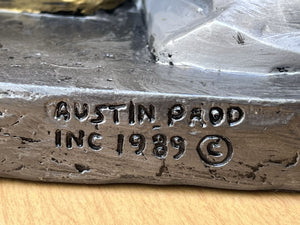 AUSTIN PROD
INC 1989 ©